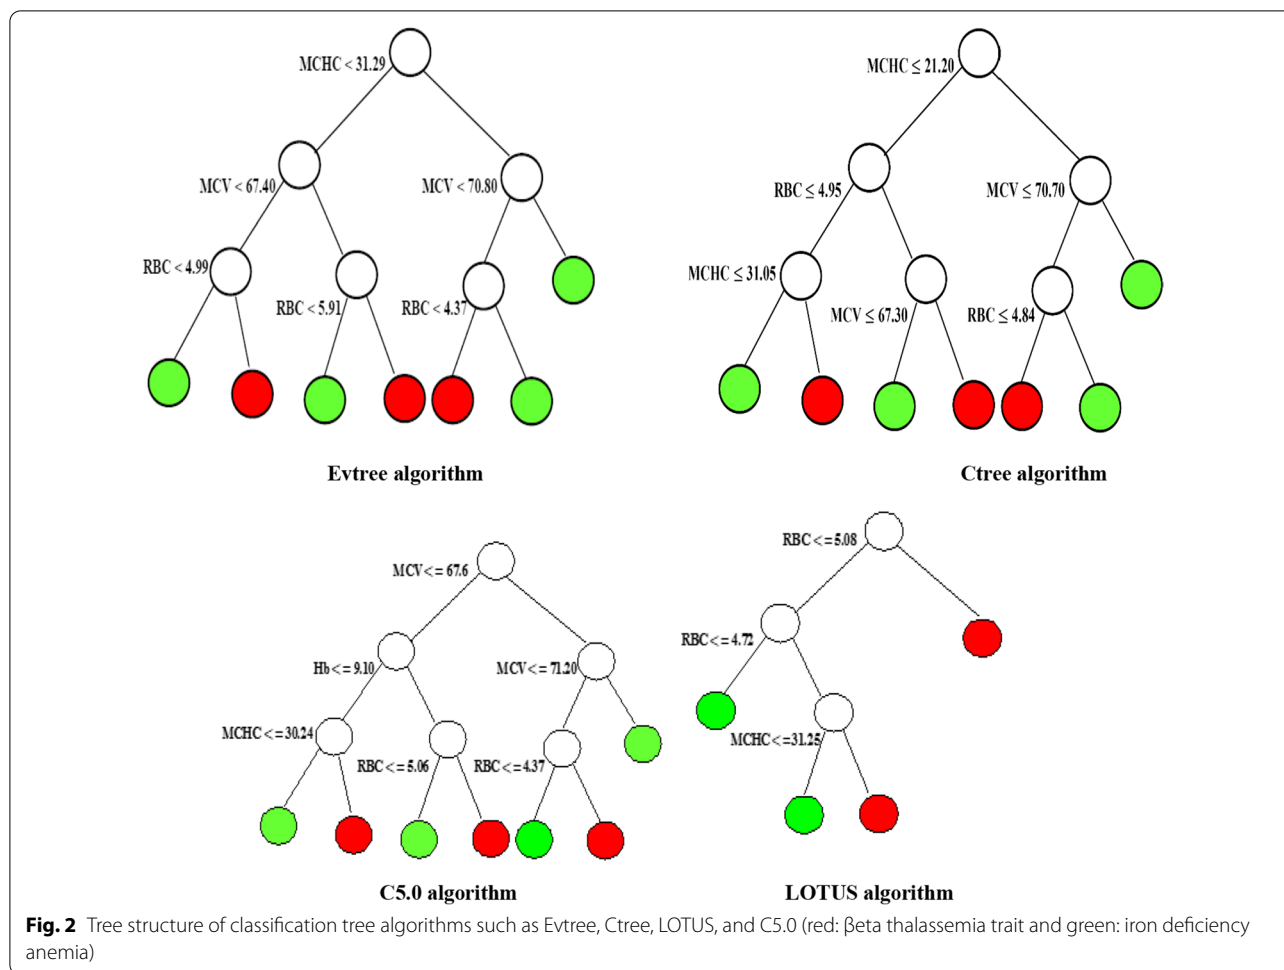 MCHC < 31.29
MCV < 67.40
MCV < 70.80
RBC < 4.99
RBC < 5.91
RBC < 4.37
Evtree algorithm
MCHC ≤ 21.20
RBC ≤ 4.95
MCV ≤ 70.70
MCHC ≤ 31.05
MCV ≤ 67.30
RBC ≤ 4.84
Ctree algorithm
MCV <= 67.6
Hb <= 9.10
MCV <= 71.20
MCHC <= 30.24
RBC <= 5.06
RBC <= 4.37
C5.0 algorithm
RBC <= 5.08
RBC <= 4.72
MCHC <= 31.25
LOTUS algorithm
Fig. 2 Tree structure of classification tree algorithms such as Evtree, Ctree, LOTUS, and C5.0 (red: βeta thalassemia trait and green: iron deficiency
anemia)